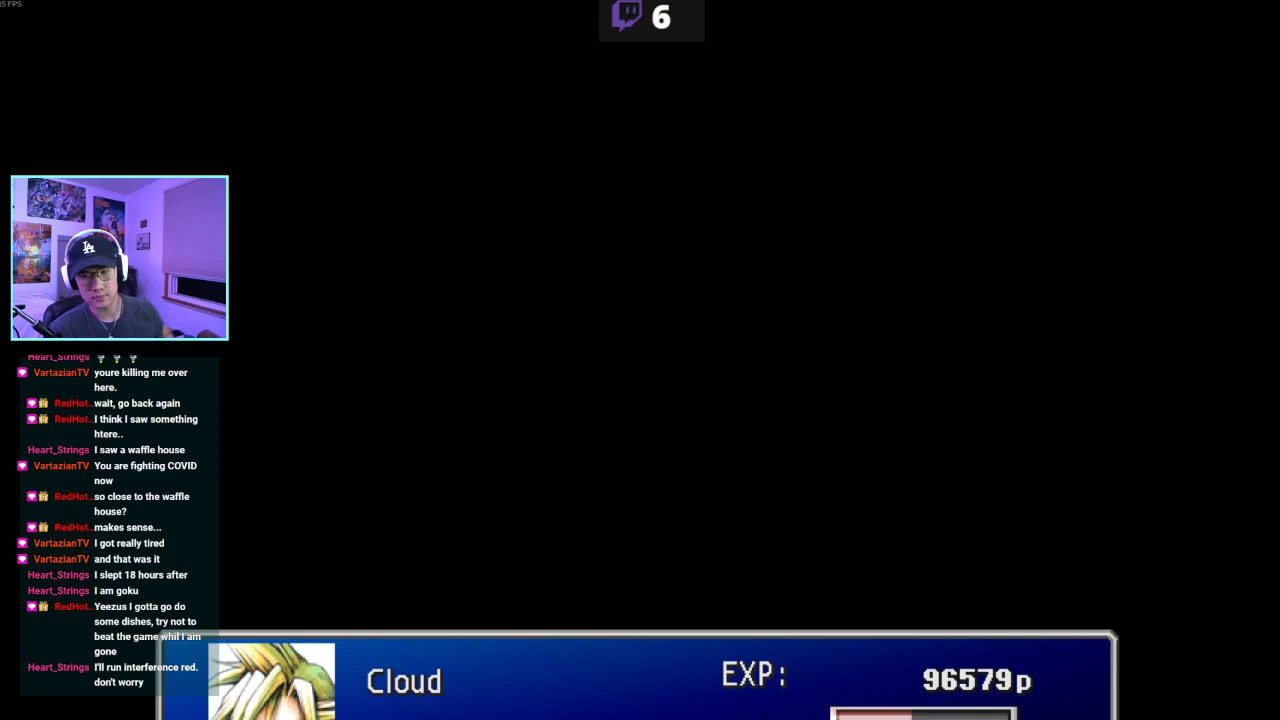 5 FPS
6
LA
Heart_Strings
VartazianTV youre killing me over
here.
RedHot.. wait, go back again
RedHot.. I think I saw something
htere..
Heart_Strings I saw a waffle house
VartazianTV You are fighting COVID
now
RedHot.. so close to the waffle
house?
RedHot.. makes sense...
VartazianTV I got really tired
VartazianTV and that was it
Heart_Strings I slept 18 hours after
Heart_Strings I am goku
RedHot.. Yeezus I gotta go do
some dishes, try not to
beat the game whil I am
gone
Heart_Strings I'll run interference red.
don't worry
Cloud EXP: 96579p